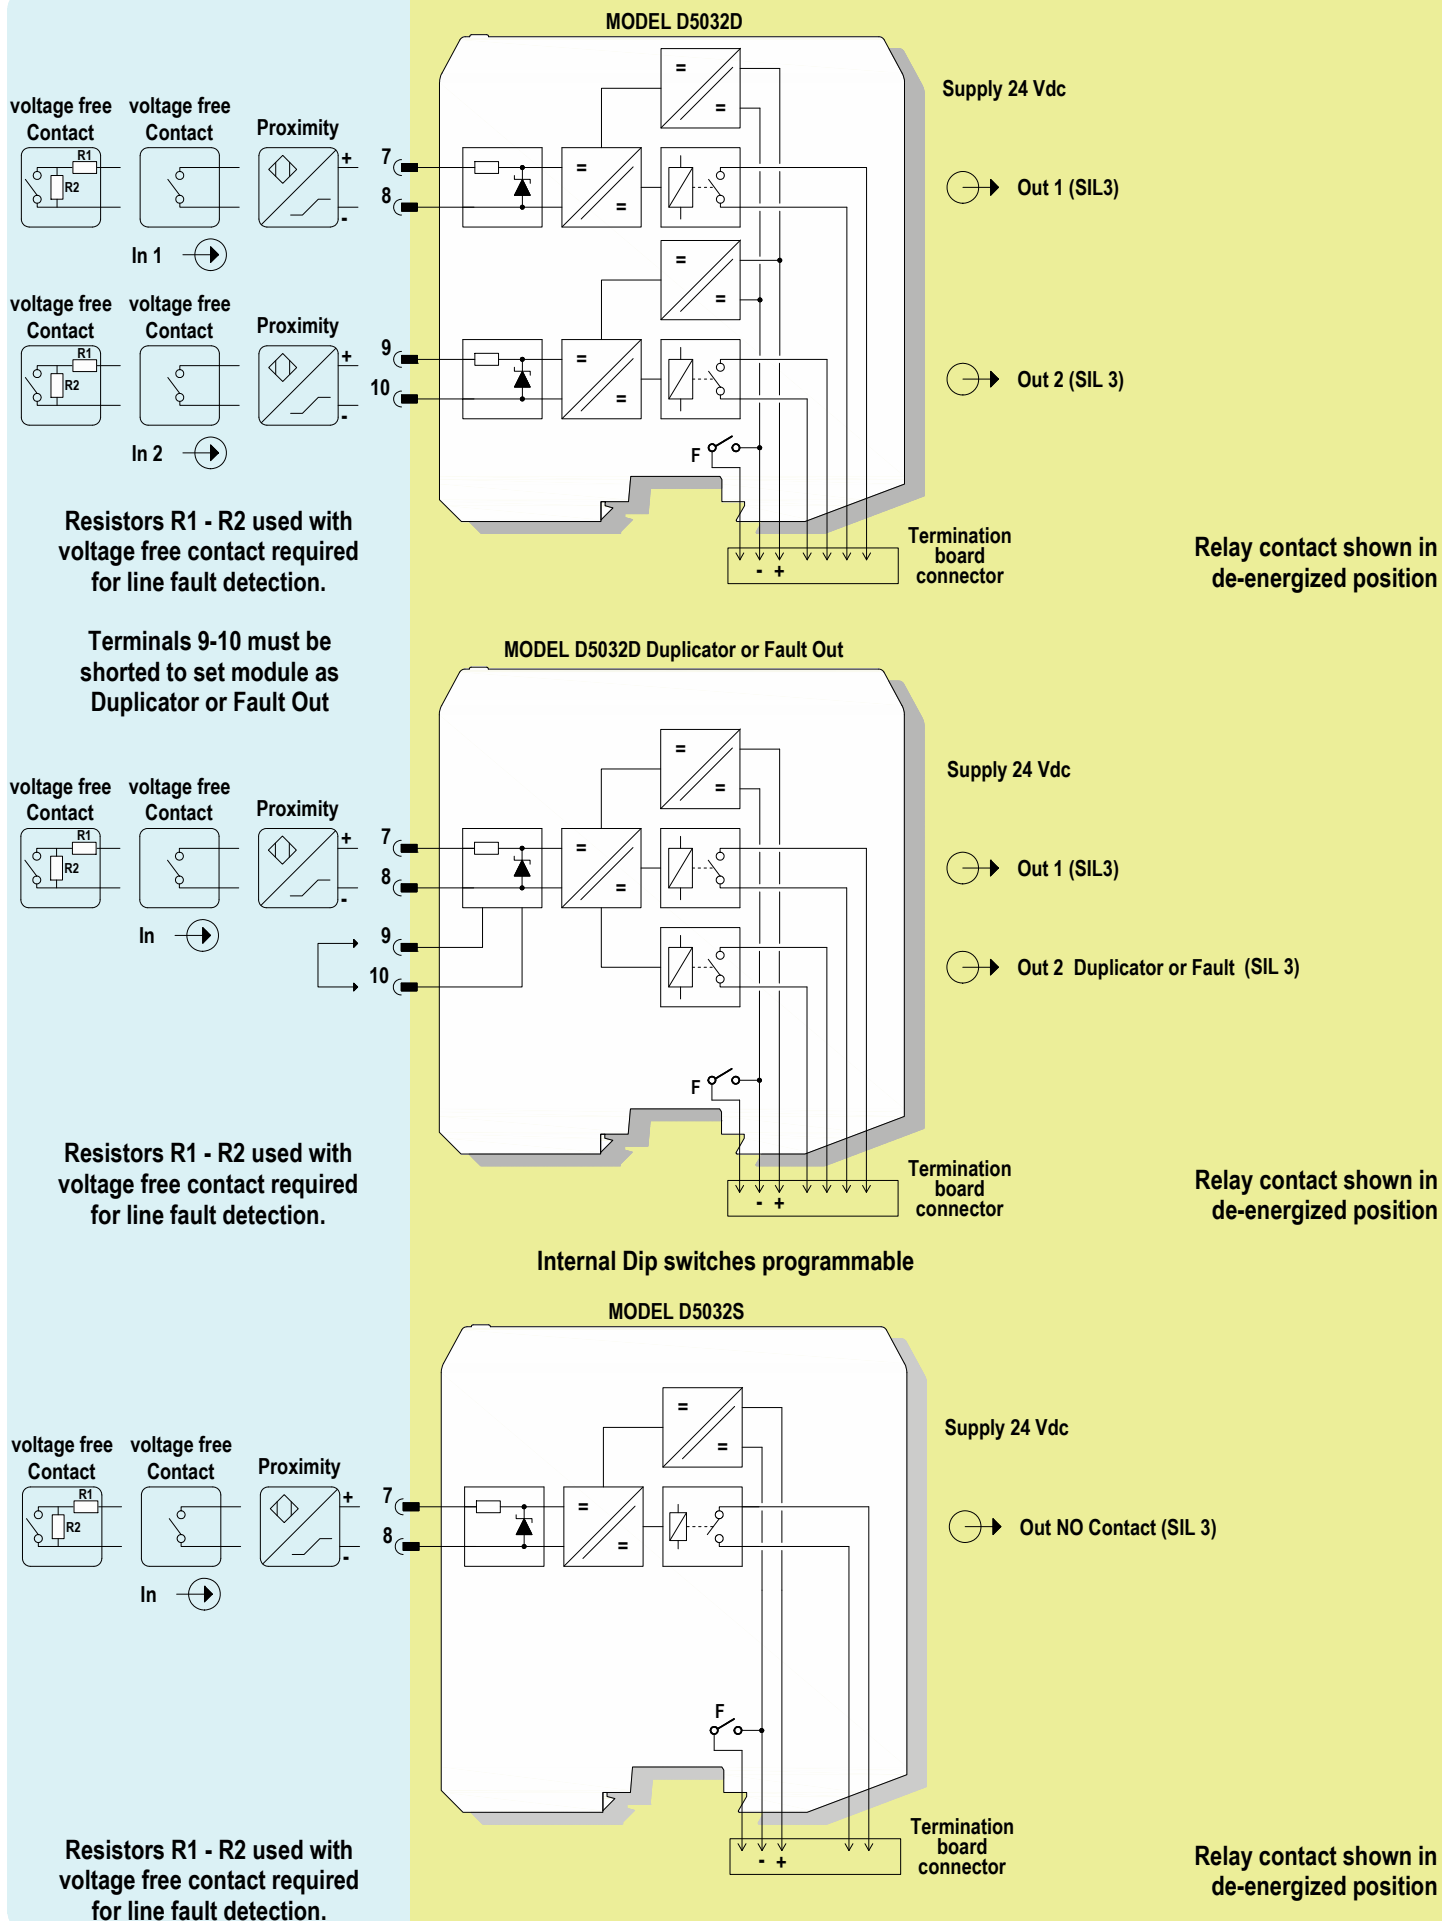 MODEL D5032D
Supply 24 Vdc
voltage free
Contact
voltage free
Contact
Proximity
R1
R2
+
-
7
8
=
=
=
=
In 1
Out 1 (SIL3)
voltage free
Contact
voltage free
Contact
Proximity
R1
R2
+
-
9
10
=
=
=
=
In 2
Out 2 (SIL 3)
F
Resistors R1 - R2 used with
voltage free contact required
for line fault detection.
- +
Termination
board
connector
Relay contact shown in
de-energized position
Terminals 9-10 must be
shorted to set module as
Duplicator or Fault Out
MODEL D5032D Duplicator or Fault Out
Supply 24 Vdc
voltage free
Contact
voltage free
Contact
Proximity
R1
R2
+
-
7
8
=
=
=
=
Out 1 (SIL3)
In
9
10
Out 2 Duplicator or Fault (SIL 3)
F
Resistors R1 - R2 used with
voltage free contact required
for line fault detection.
- +
Termination
board
connector
Relay contact shown in
de-energized position
Internal Dip switches programmable
MODEL D5032S
Supply 24 Vdc
voltage free
Contact
voltage free
Contact
Proximity
R1
R2
+
-
7
8
=
=
=
=
Out NO Contact (SIL 3)
In
F
- +
Termination
board
connector
Resistors R1 - R2 used with
voltage free contact required
for line fault detection.
Relay contact shown in
de-energized position